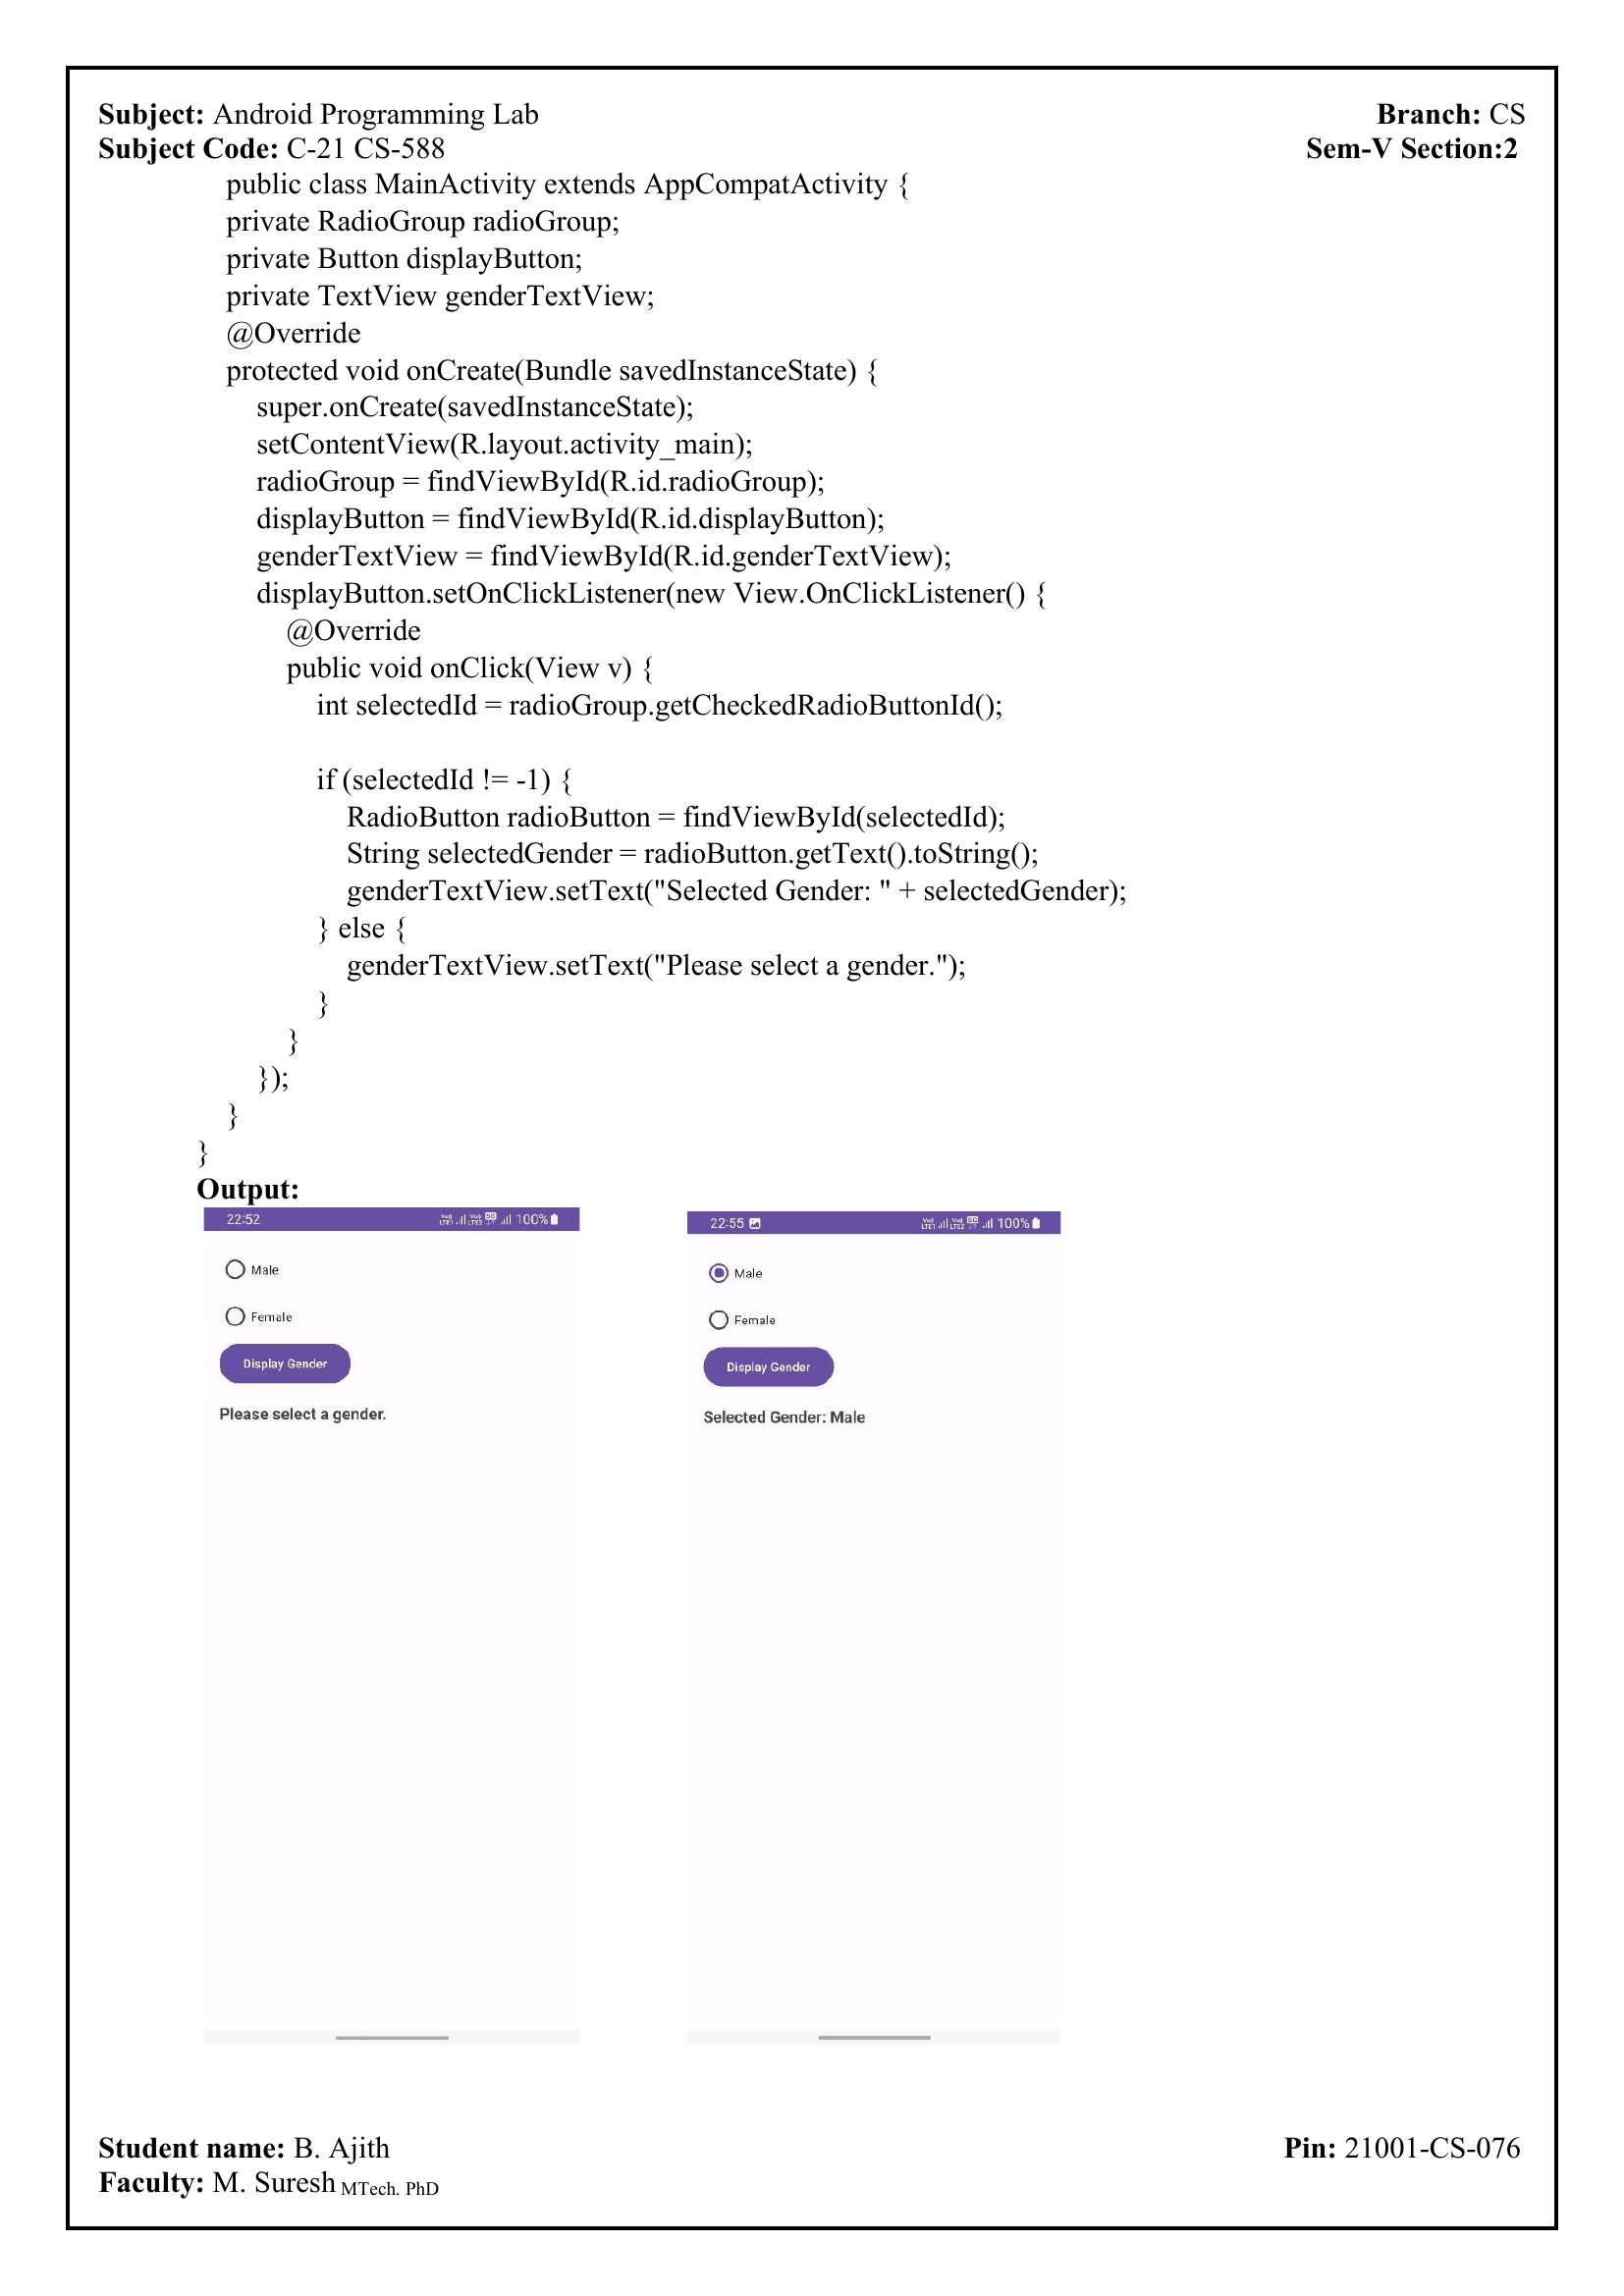 Subject: Android Programming Lab Branch: CS
Subject Code: C-21 CS-588 Sem-V Section:2
public class MainActivity extends AppCompatActivity {
private RadioGroup radioGroup;
private Button displayButton;
private TextView genderTextView;
@Override
protected void onCreate(Bundle savedInstanceState) {
super.onCreate(savedInstanceState);
setContentView(R.layout.activity_main);
radioGroup = findViewById(R.id.radioGroup);
displayButton = findViewById(R.id.displayButton);
genderTextView = findViewById(R.id.genderTextView);
displayButton.setOnClickListener(new View.OnClickListener() {
@Override
public void onClick(View v) {
int selectedId = radioGroup.getCheckedRadioButtonId();
if (selectedId != -1) {
RadioButton radioButton = findViewById(selectedId);
String selectedGender = radioButton.getText().toString();
genderTextView.setText("Selected Gender: " + selectedGender);
} else {
genderTextView.setText("Please select a gender.");
}
}
});
}
}
Output:
22:52 100%
Male
Female
Display Gender
Please select a gender.
22:55 100%
Male
Female
Display Gender
Selected Gender: Male
Student name: B. Ajith Pin: 21001-CS-076
Faculty: M. Suresh MTech. PhD